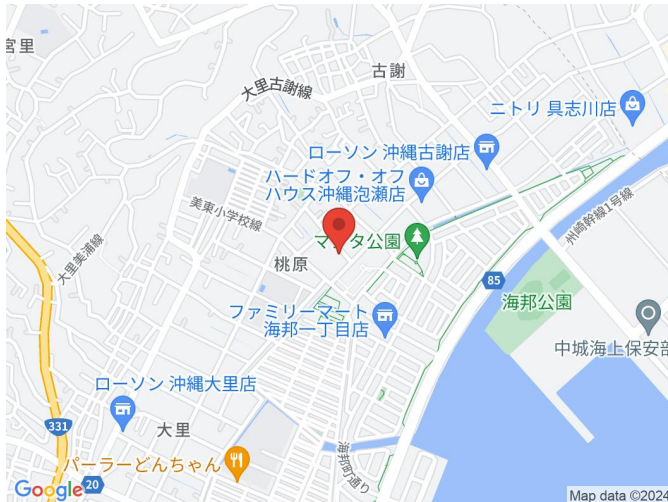 宮里
古謝
大里古謝線
ニトリ 具志川店
ローソン 沖縄古謝店
ハードオフ・オフ
ハウス沖縄泡瀬店
美東小学校線
州崎幹線1号線
大里美浦線
桃原
85
海邦公園
ファミリーマート
海邦一丁目店
中城海上保安部
ローソン 沖縄大里店
331
大里
海邦町通り
パーラーどんちゃん
20
Google
Map data ©2024